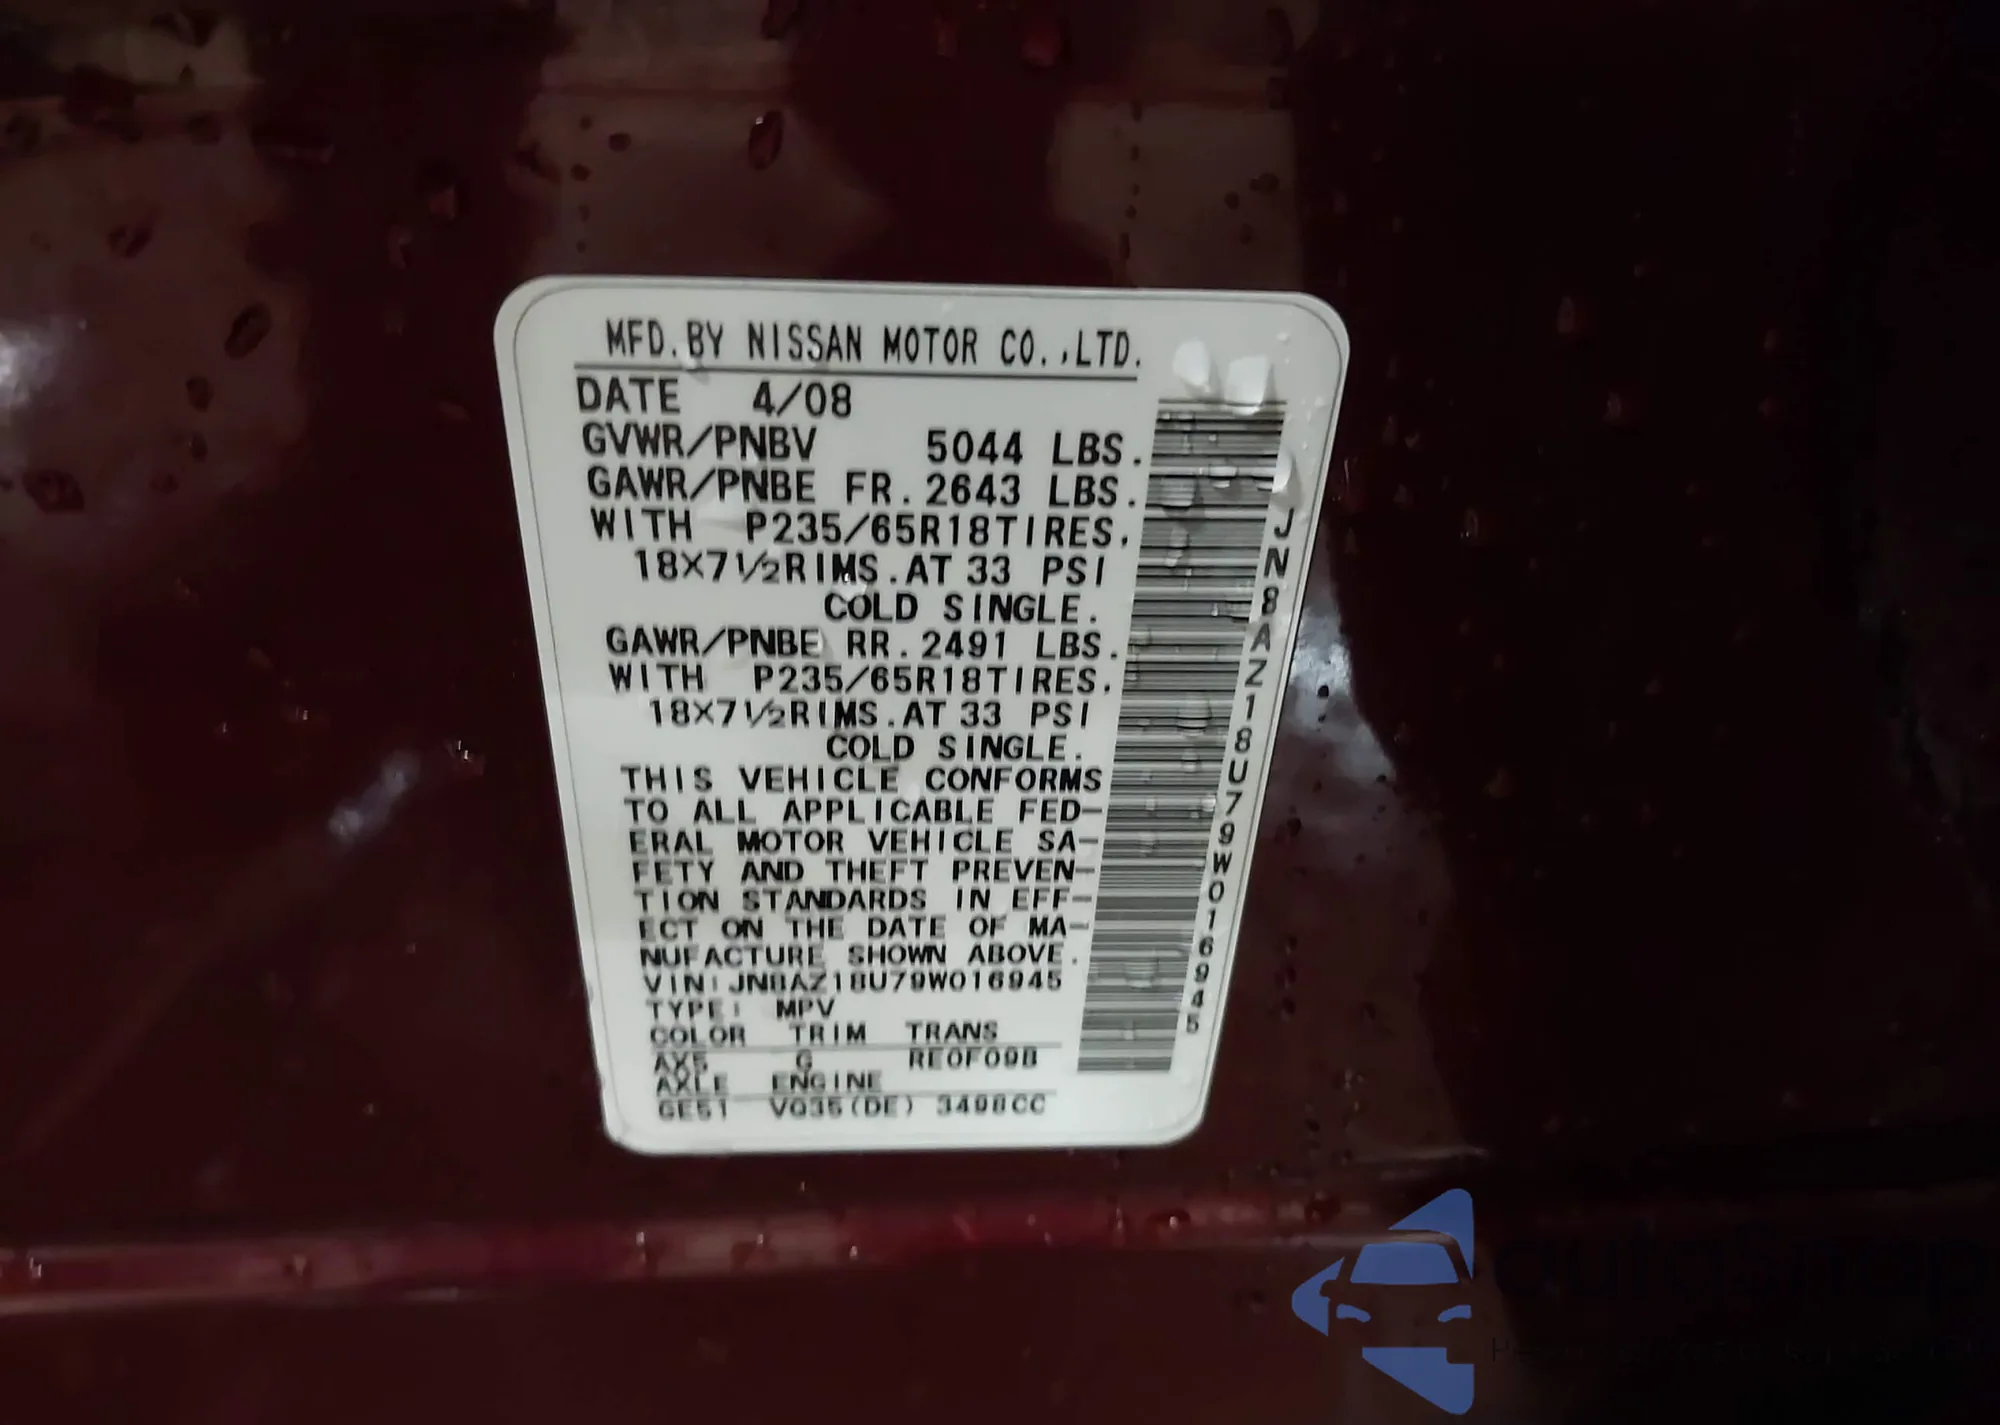 MFD. BY NISSAN MOTOR CO.,LTD.
DATE 4/08
GVWR/PNBV 5044 LBS.
GAWR/PNBE FR. 2643 LBS.
WITH P235/65R18TIRES,
18X7½RIMS. AT 33 PSI
COLD SINGLE.
GAWR/PNBE RR. 2491 LBS.
WITH P235/65R18TIRES,
18X7½RIMS. AT 33 PSI
COLD SINGLE.
THIS VEHICLE CONFORMS
TO ALL APPLICABLE FED-
ERAL MOTOR VEHICLE SA-
FETY AND THEFT PREVEN-
TION STANDARDS IN EFF-
ECT ON THE DATE OF MA-
NUFACTURE SHOWN ABOVE.
VIN: JN8AZ18U79W016945
TYPE: MPV
COLOR TRIM TRANS
AX5 G RE0F09B
AXLE ENGINE
GE51 VQ35(DE) 3498CC
JN8AZ18U79W016945